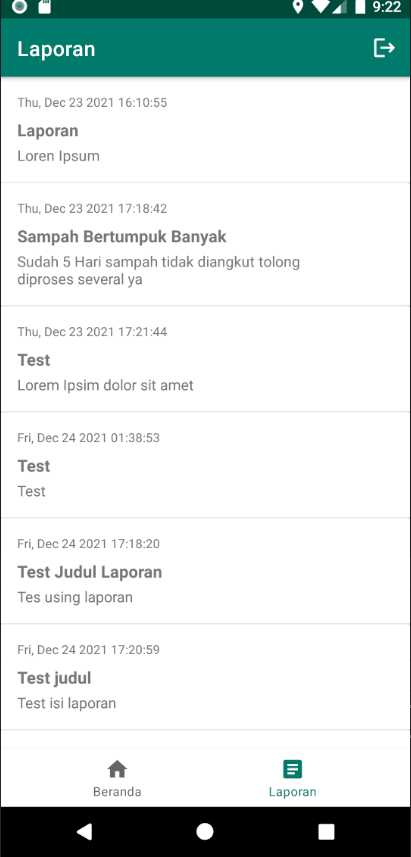 9:22
Laporan
Thu, Dec 23 2021 16:10:55
Laporan
Loren Ipsum
Thu, Dec 23 2021 17:18:42
Sampah Bertumpuk Banyak
Sudah 5 Hari sampah tidak diangkut tolong
diproses several ya
Thu, Dec 23 2021 17:21:44
Test
Lorem Ipsim dolor sit amet
Fri, Dec 24 2021 01:38:53
Test
Test
Fri, Dec 24 2021 17:18:20
Test Judul Laporan
Tes using laporan
Fri, Dec 24 2021 17:20:59
Test judul
Test isi laporan
Beranda
Laporan